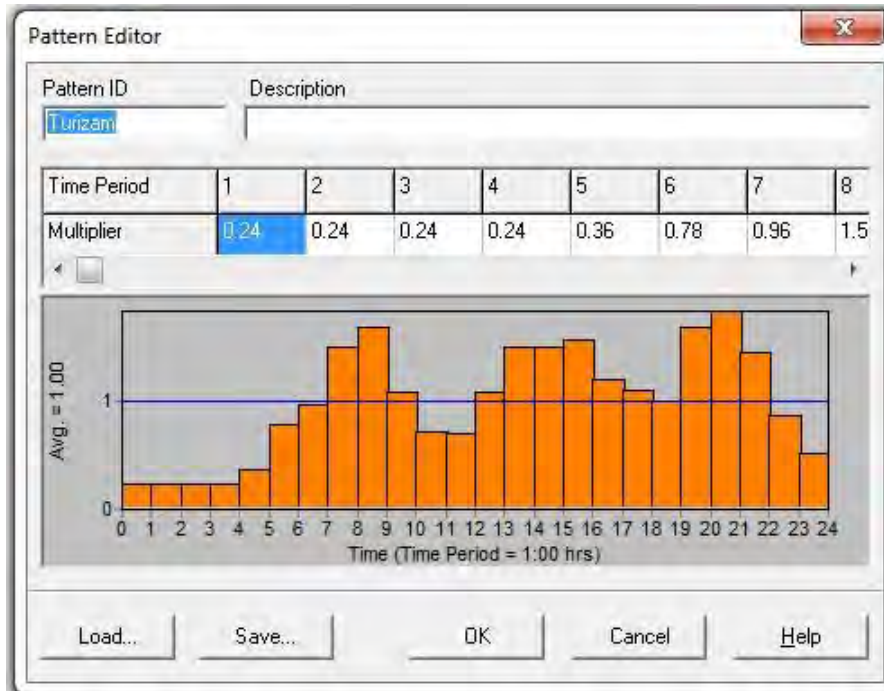 Pattern Editor
Pattern ID Description
Turizam
Time Period 1 2 3 4 5 6 7 8
Multiplier 0.24 0.24 0.24 0.24 0.36 0.78 0.96 1.5
Avg. = 1.00
1
0
0 1 2 3 4 5 6 7 8 9 10 11 12 13 14 15 16 17 18 19 20 21 22 23 24
Time (Time Period = 1:00 hrs)
Load... Save... OK Cancel Help